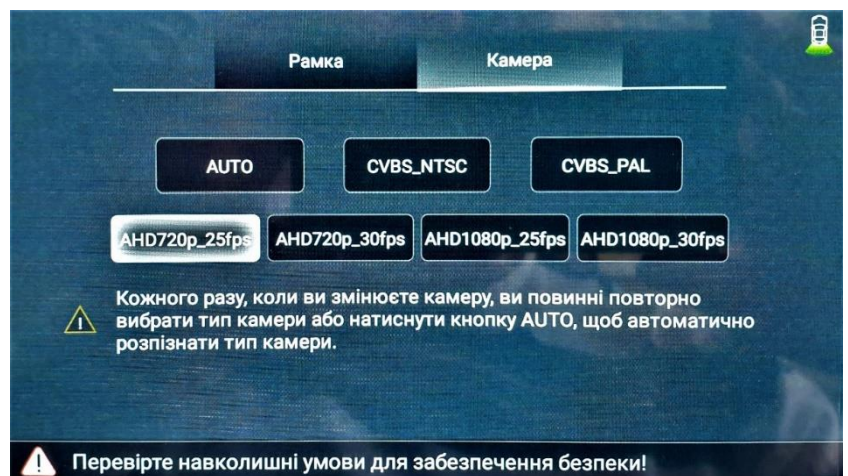 Рамка
Камера
AUTO
CVBS_NTSC
CVBS_PAL
AHD720p_25fps
AHD720p_30fps
AHD1080p_25fps
AHD1080p_30fps
Кожного разу, коли ви змінюєте камеру, ви повинні повторно
вибрати тип камери або натиснути кнопку AUTO, щоб автоматично
розпізнати тип камери.
Перевірте навколишні умови для забезпечення безпеки!